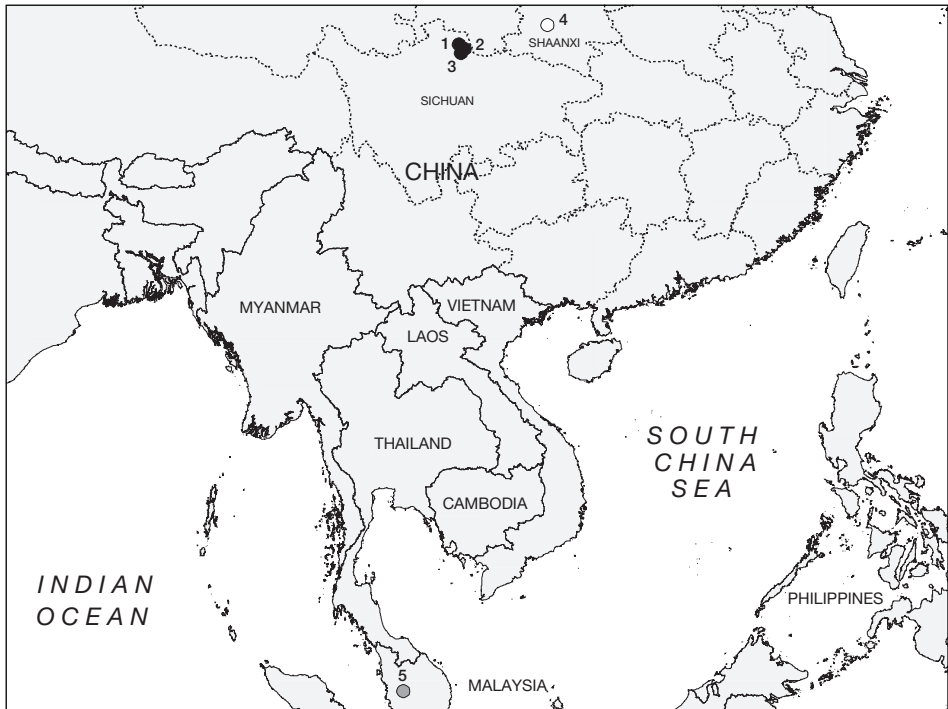 4
SHAANXI
1 2
3
SICHUAN
CHINA
MYANMAR
VIETNAM
LAOS
THAILAND
SOUTH
CHINA
SEA
CAMBODIA
INDIAN
OCEAN
PHILIPPINES
5
MALAYSIA